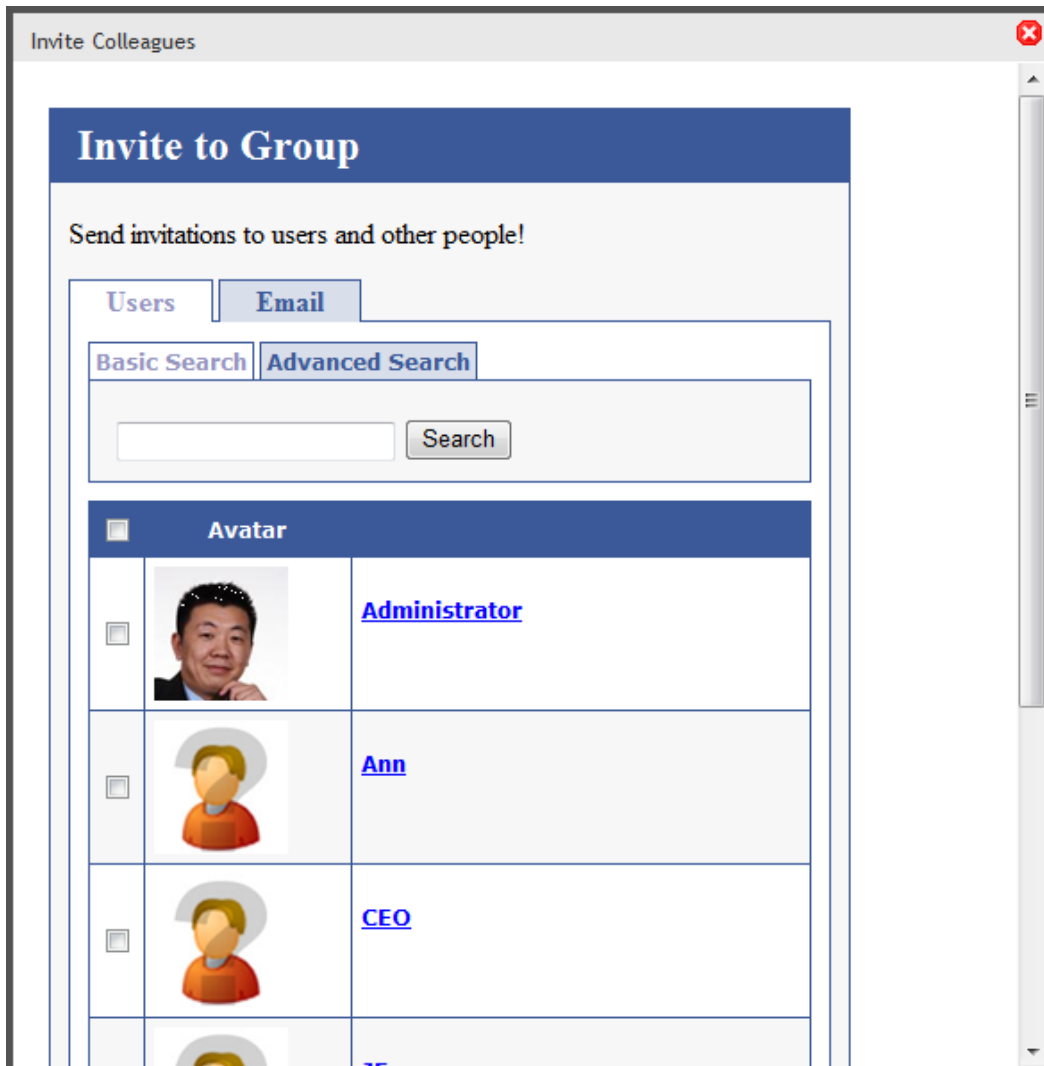 Invite Colleagues
Invite to Group
Send invitations to users and other people!
Users Email
Basic Search Advanced Search
Search
Avatar
Administrator
Ann
CEO